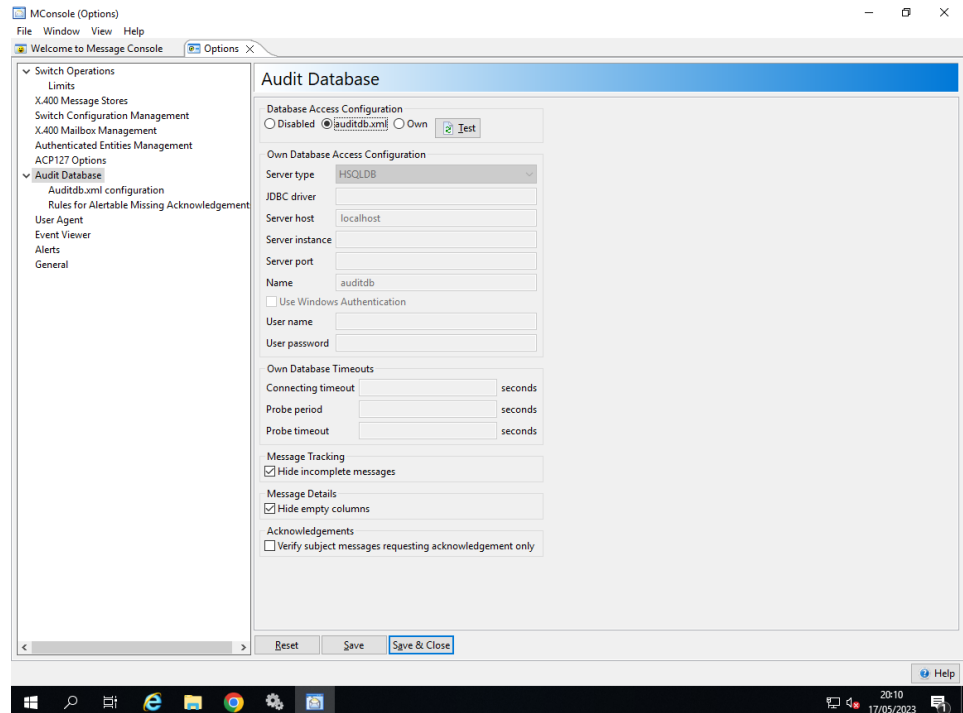 MConsole (Options)
File Window View Help
Welcome to Message Console Options
Switch Operations
Limits
X.400 Message Stores
Switch Configuration Management
X.400 Mailbox Management
Authenticated Entities Management
ACP127 Options
Audit Database
Auditdb.xml configuration
Rules for Alertable Missing Acknowledgement
User Agent
Event Viewer
Alerts
General
Audit Database
Database Access Configuration
Disabled auditdb.xml Own Test
Own Database Access Configuration
Server type HSQLDB
JDBC driver
Server host localhost
Server instance
Server port
Name auditdb
Use Windows Authentication
User name
User password
Own Database Timeouts
Connecting timeout seconds
Probe period seconds
Probe timeout seconds
Message Tracking
Hide incomplete messages
Message Details
Hide empty columns
Acknowledgements
Verify subject messages requesting acknowledgement only
Reset Save Save & Close
Help
20:10
17/05/2023
1